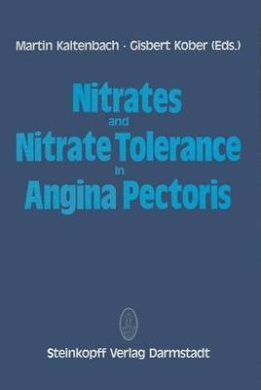 Martin Kaltenbach · Gisbert Kober (Eds.)
Nitrates
and
Nitrate Tolerance
in
Angina Pectoris
Steinkopff Verlag Darmstadt